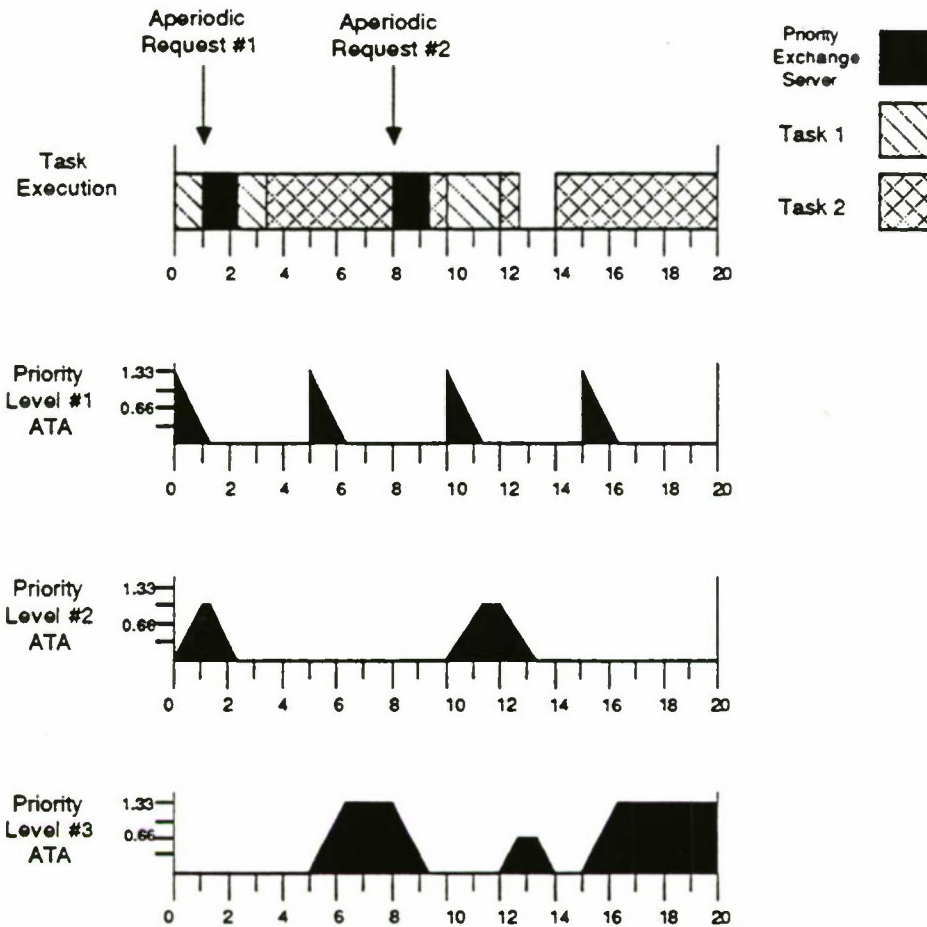 Aperiodic
Request #1
Aperiodic
Request #2
Priority
Exchange
Server
Task 1
Task 2
Task
Execution
0 2 4 6 8 10 12 14 16 18 20
Priority
Level #1
ATA
1.33
0.66
0 2 4 6 8 10 12 14 16 18 20
Priority
Level #2
ATA
1.33
0.66
0 2 4 6 8 10 12 14 16 18 20
Priority
Level #3
ATA
1.33
0.66
0 2 4 6 8 10 12 14 16 18 20